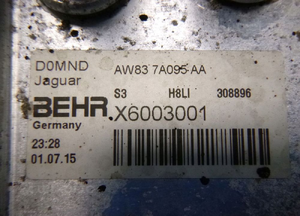 D0MND AW83 7A095 AA
Jaguar
S3 H8LI 308896
BEHR X6003001
Germany
23:28
01.07.15